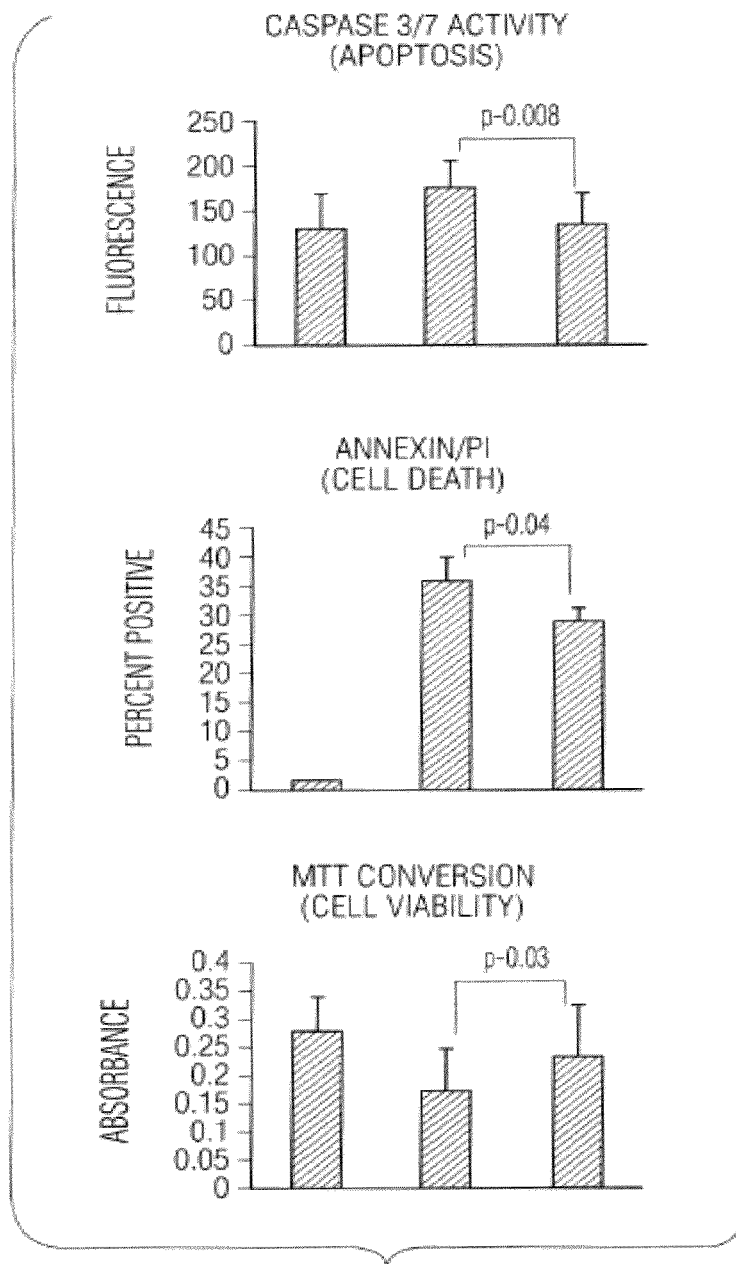 CASPASE 3/7 ACTIVITY
(APOPTOSIS)
FLUORESCENCE
250
200
150
100
50
0
p-0.008
ANNEXIN/PI
(CELL DEATH)
PERCENT POSITIVE
45
40
35
30
25
20
15
10
5
0
p-0.04
MTT CONVERSION
(CELL VIABILITY)
ABSORBANCE
0.4
0.35
0.3
0.25
0.2
0.15
0.1
0.05
0
p-0.03